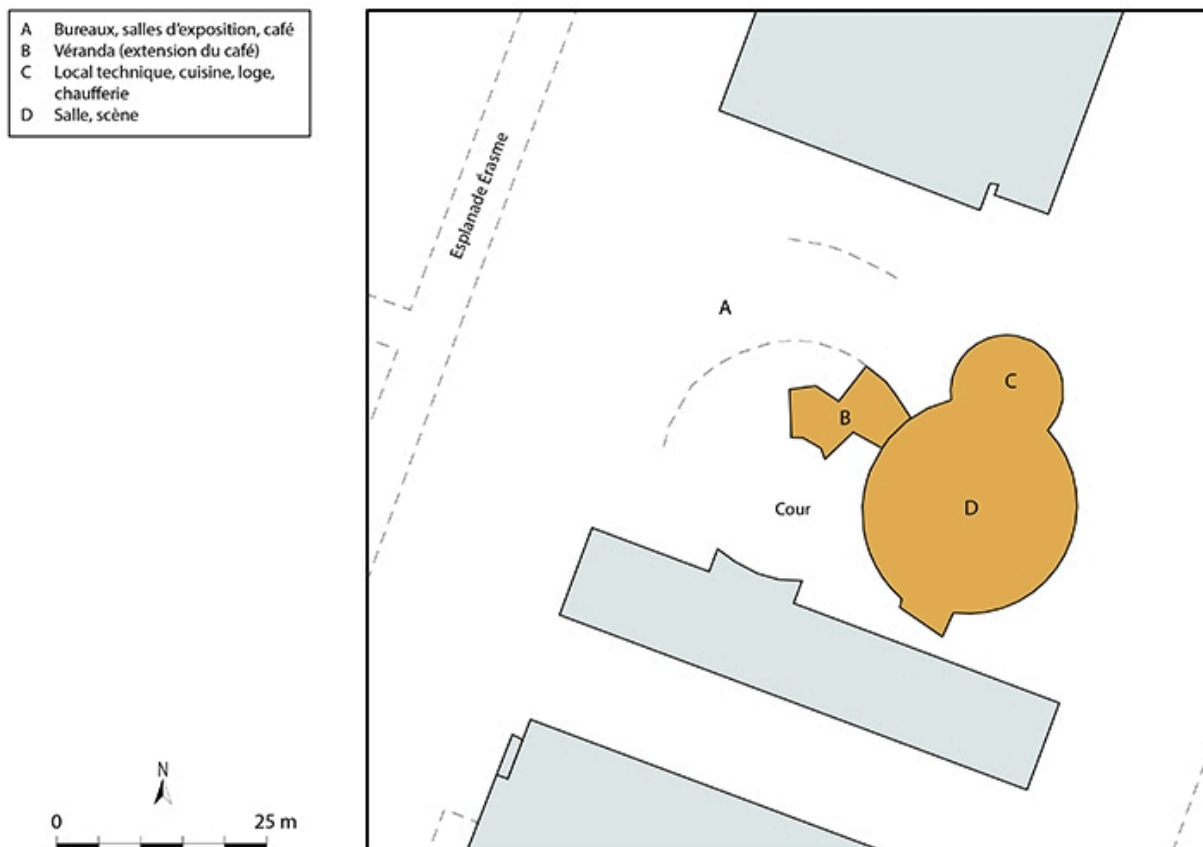 A Bureaux, salles d'exposition, café
B Véranda (extension du café)
C Local technique, cuisine, loge,
chaufferie
D Salle, scène
Esplanade Érasme
A
C
B
D
Cour
N
0 25 m